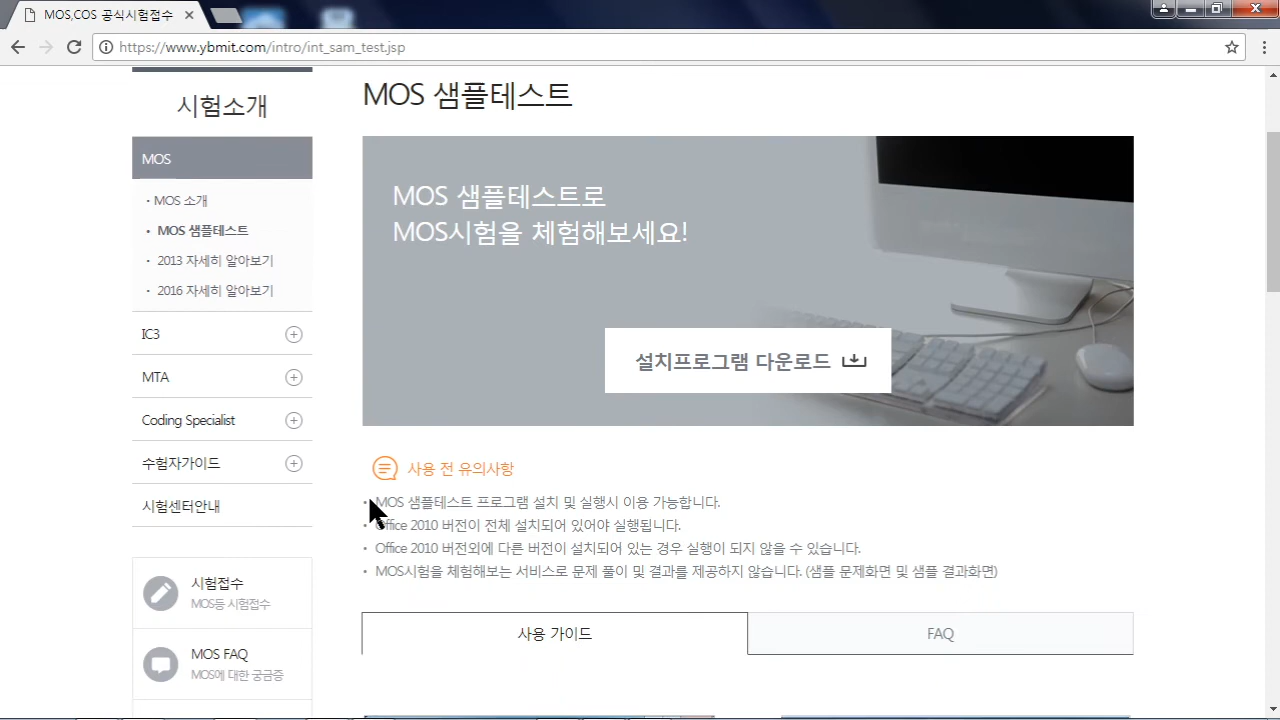 MOS,COS 공식시험접수
https://www.ybmit.com/intro/int_sam_test.jsp
시험소개
MOS
· MOS 소개
· MOS 샘플테스트
· 2013 자세히 알아보기
· 2016 자세히 알아보기
IC3
MTA
Coding Specialist
수험자가이드
시험센터안내
시험접수
MOS등 시험접수
MOS FAQ
MOS에 대한 궁금증
MOS 샘플테스트
MOS 샘플테스트로
MOS시험을 체험해보세요!
설치프로그램 다운로드
사용 전 유의사항
· MOS 샘플테스트 프로그램 설치 및 실행시 이용 가능합니다.
· Office 2010 버전이 전체 설치되어 있어야 실행됩니다.
· Office 2010 버전외에 다른 버전이 설치되어 있는 경우 실행이 되지 않을 수 있습니다.
· MOS시험을 체험해보는 서비스로 문제 풀이 및 결과를 제공하지 않습니다. (샘플 문제화면 및 샘플 결과화면)
사용 가이드
FAQ